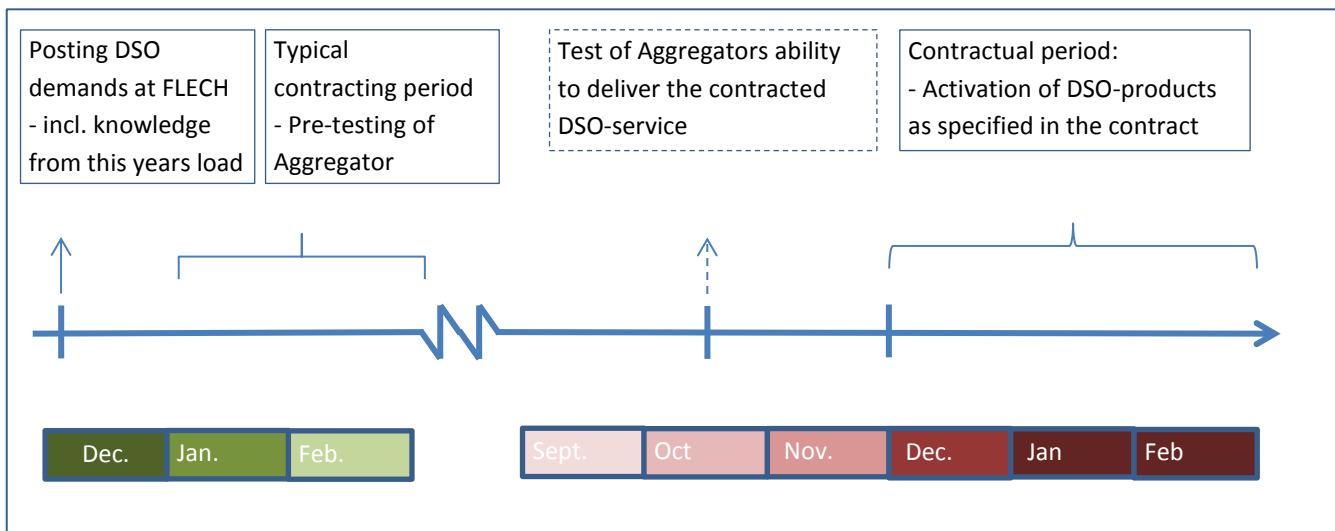 Posting DSO
demands at FLECH
- incl. knowledge
from this years load
Typical
contracting period
- Pre-testing of
Aggregator
Test of Aggregators ability
to deliver the contracted
DSO-service
Contractual period:
- Activation of DSO-products
as specified in the contract
Dec.
Jan.
Feb.
Sept.
Oct
Nov.
Dec.
Jan
Feb